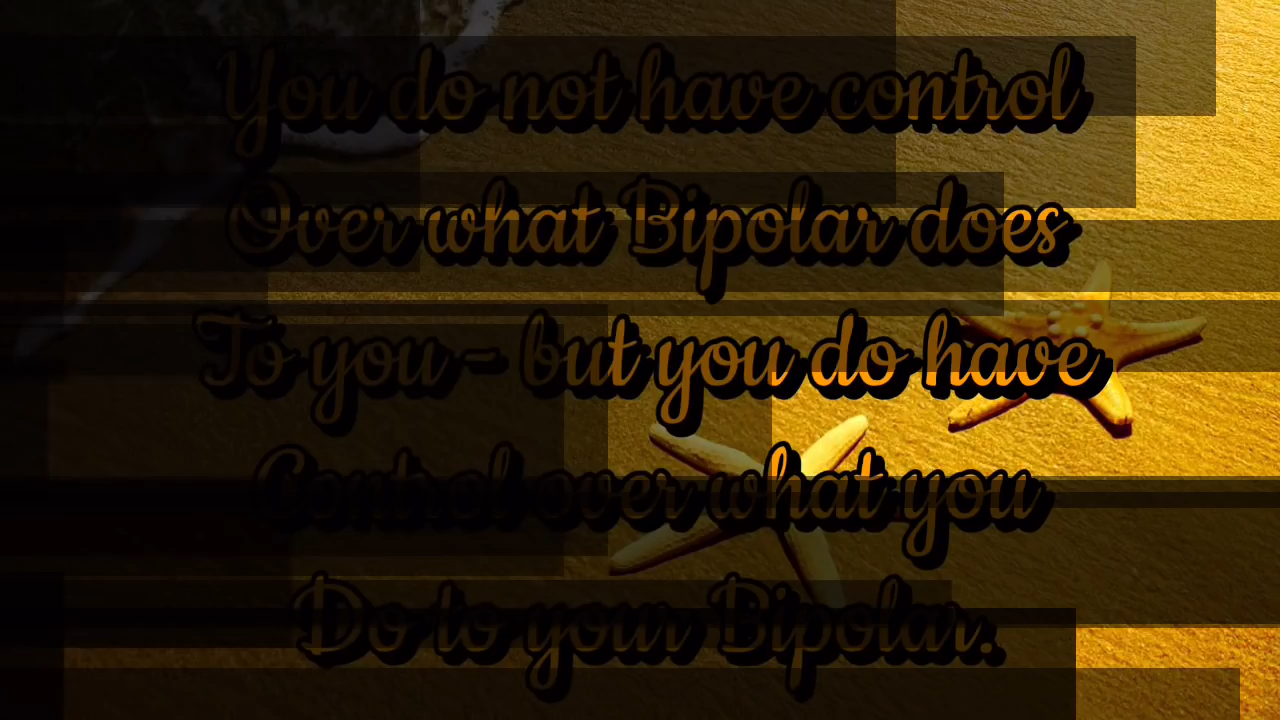 You do not have control
Over what Bipolar does
To you - but you do have
Control over what you
Do to your Bipolar.